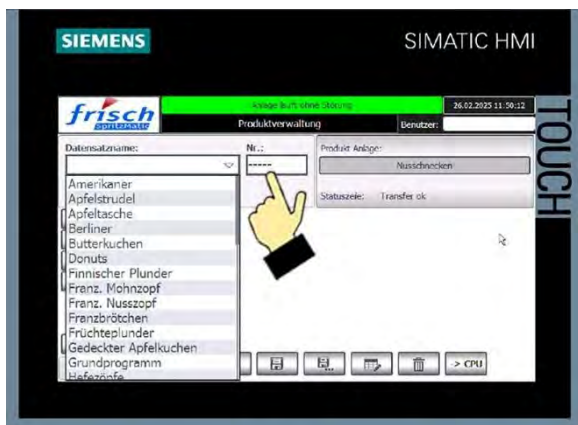 SIEMENS
SIMATIC HMI
TOUCH
frisch
SpritzMatic
Anlage läuft ohne Störung
26.02.2025 11:50:12
Produktverwaltung
Benutzer:
Datensatzname:
Nr.:
-----
Produkt Anlage:
Nusschnecken
Statuszeile: Transfer ok
Amerikaner
Apfelstrudel
Apfeltasche
Berliner
Butterkuchen
Donuts
Finnischer Plunder
Franz. Mohnzopf
Franz. Nusszopf
Franzbrötchen
Früchteplunder
Gedeckter Apfelkuchen
Grundprogramm
Hefezöpfe
-> CPU